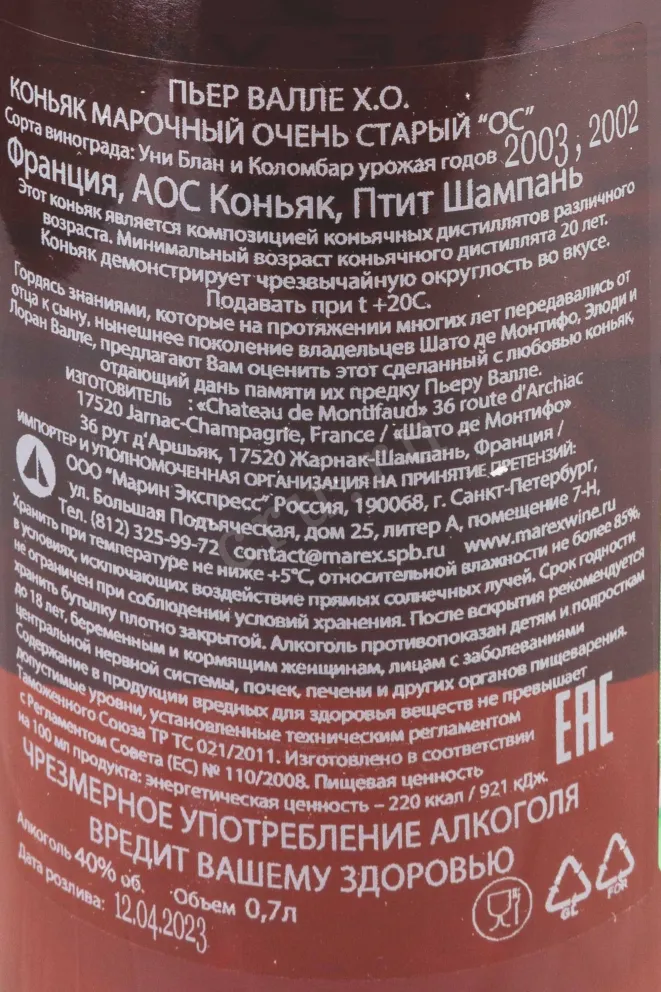 ПЬЕР ВАЛЛЕ Х.О.
КОНЬЯК МАРОЧНЫЙ ОЧЕНЬ СТАРЫЙ "ОС"
Сорта винограда: Уни Блан и Коломбар урожая годов 2003, 2002
Франция, АОС Коньяк, Птит Шампань
Этот коньяк является композицией коньячных дистиллятов различного
возраста. Минимальный возраст коньячного дистиллята 20 лет.
Коньяк демонстрирует чрезвычайную округлость во вкусе.
Подавать при t +20C.
Гордясь знаниями, которые на протяжении многих лет передавались от
отца к сыну, нынешнее поколение владельцев Шато де Монтифо, Элоди и
Лоран Валле, предлагают Вам оценить этот сделанный с любовью коньяк,
отдающий дань памяти их предку Пьеру Валле.
ИЗГОТОВИТЕЛЬ : «Chateau de Montifaud» 36 route d'Archiac
17520 Jarnac-Champagne, France / «Шато де Монтифо»
36 рут д'Аршьяк, 17520 Жарнак-Шампань, Франция /
ИМПОРТЕР И УПОЛНОМОЧЕННАЯ ОРГАНИЗАЦИЯ НА ПРИНЯТИЕ ПРЕТЕНЗИЙ:
ООО "Марин Экспресс" Россия, 190068, г. Санкт-Петербург,
ул. Большая Подъяческая, дом 25, литер А, помещение 7-Н,
Тел. (812) 325-99-72 contact@marex.spb.ru www.marexwine.ru
Хранить при температуре не ниже +5°С, относительной влажности не более 85%,
в условиях, исключающих воздействие прямых солнечных лучей. Срок годности
не ограничен при соблюдении условий хранения. После вскрытия рекомендуется
хранить бутылку плотно закрытой. Алкоголь противопоказан детям и подросткам
до 18 лет, беременным и кормящим женщинам, лицам с заболеваниями
центральной нервной системы, почек, печени и других органов пищеварения.
Содержание в продукции вредных для здоровья веществ не превышает
допустимые уровни, установленные техническим регламентом
Таможенного Союза ТР ТС 021/2011. Изготовлено в соответствии
с Регламентом Совета (ЕС) № 110/2008. Пищевая ценность
на 100 мл продукта: энергетическая ценность – 220 ккал / 921 кДж.
EAC
ЧРЕЗМЕРНОЕ УПОТРЕБЛЕНИЕ АЛКОГОЛЯ
ВРЕДИТ ВАШЕМУ ЗДОРОВЬЮ
Алкоголь 40% об. Объем 0,7л
Дата розлива: 12.04.2023
GL
FOR
cru.ru